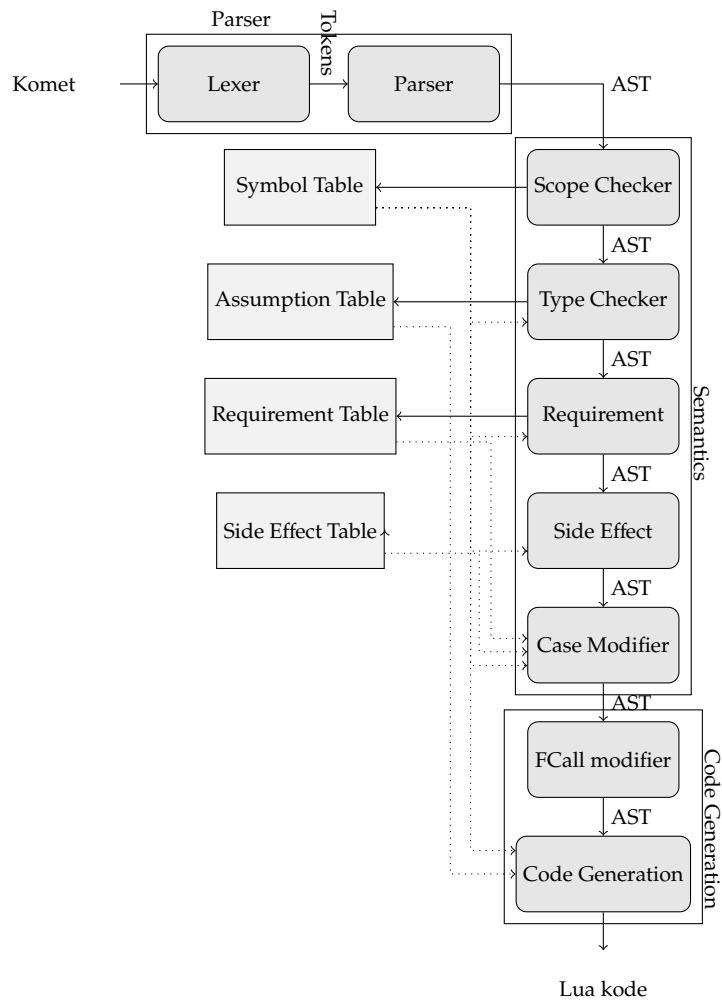 Parser
Tokens
Komet
Lexer
Parser
AST
Symbol Table
Scope Checker
AST
Assumption Table
Type Checker
AST
Requirement Table
Requirement
Semantics
AST
Side Effect Table
Side Effect
AST
Case Modifier
AST
FCall modifier
Code Generation
AST
Code Generation
Lua kode